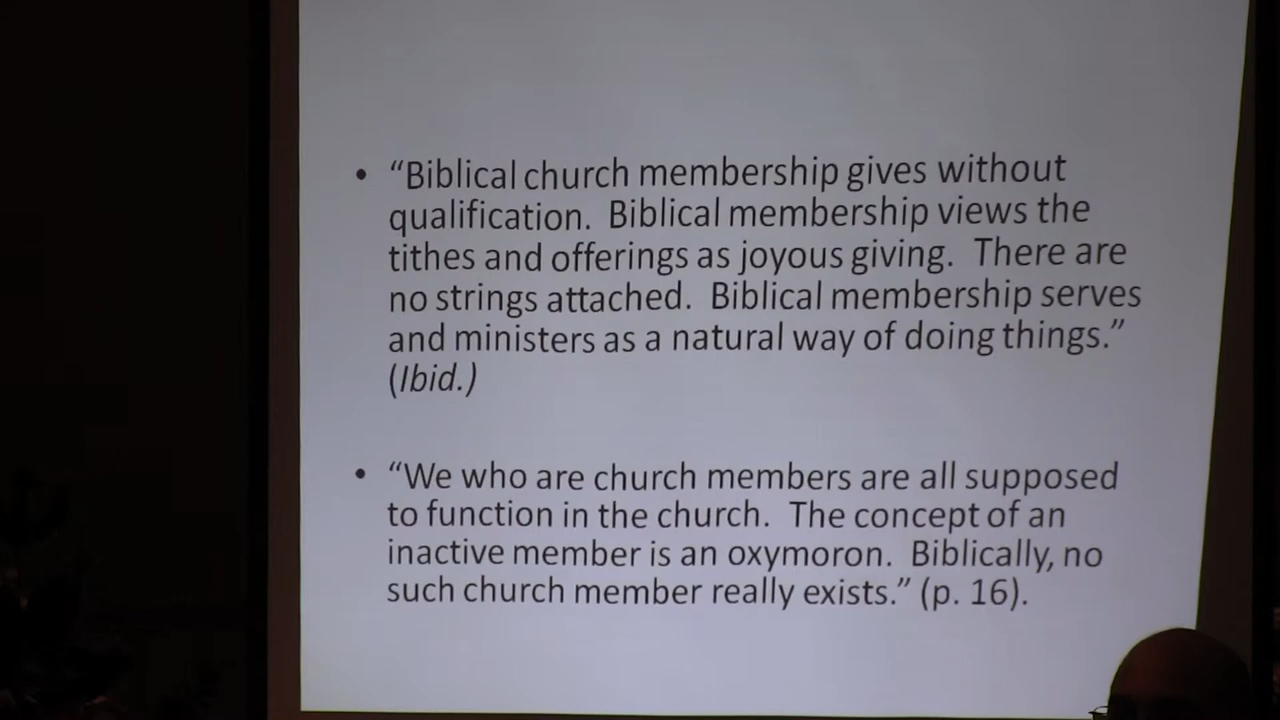 • “Biblical church membership gives without
qualification. Biblical membership views the
tithes and offerings as joyous giving. There are
no strings attached. Biblical membership serves
and ministers as a natural way of doing things.”
(Ibid.)
• “We who are church members are all supposed
to function in the church. The concept of an
inactive member is an oxymoron. Biblically, no
such church member really exists.” (p. 16).